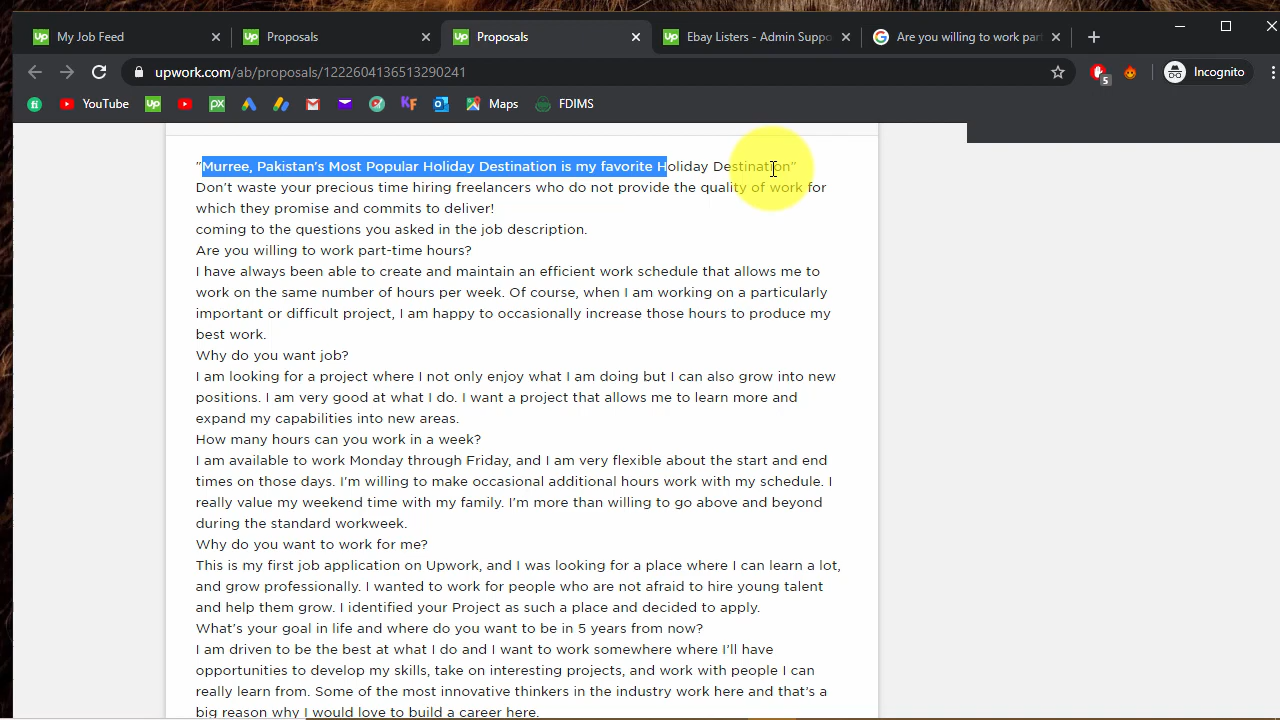 My Job Feed
Proposals
Proposals
Ebay Listers - Admin Suppo
Are you willing to work part
upwork.com/ab/proposals/1222604136513290241
5
Incognito
fi
YouTube
Up
px
KF
Maps
FDIMS
"Murree, Pakistan's Most Popular Holiday Destination is my favorite Holiday Destination"
Don't waste your precious time hiring freelancers who do not provide the quality of work for
which they promise and commits to deliver!
coming to the questions you asked in the job description.
Are you willing to work part-time hours?
I have always been able to create and maintain an efficient work schedule that allows me to
work on the same number of hours per week. Of course, when I am working on a particularly
important or difficult project, I am happy to occasionally increase those hours to produce my
best work.
Why do you want job?
I am looking for a project where I not only enjoy what I am doing but I can also grow into new
positions. I am very good at what I do. I want a project that allows me to learn more and
expand my capabilities into new areas.
How many hours can you work in a week?
I am available to work Monday through Friday, and I am very flexible about the start and end
times on those days. I'm willing to make occasional additional hours work with my schedule. I
really value my weekend time with my family. I'm more than willing to go above and beyond
during the standard workweek.
Why do you want to work for me?
This is my first job application on Upwork, and I was looking for a place where I can learn a lot,
and grow professionally. I wanted to work for people who are not afraid to hire young talent
and help them grow. I identified your Project as such a place and decided to apply.
What's your goal in life and where do you want to be in 5 years from now?
I am driven to be the best at what I do and I want to work somewhere where I'll have
opportunities to develop my skills, take on interesting projects, and work with people I can
really learn from. Some of the most innovative thinkers in the industry work here and that's a
big reason why I would love to build a career here.